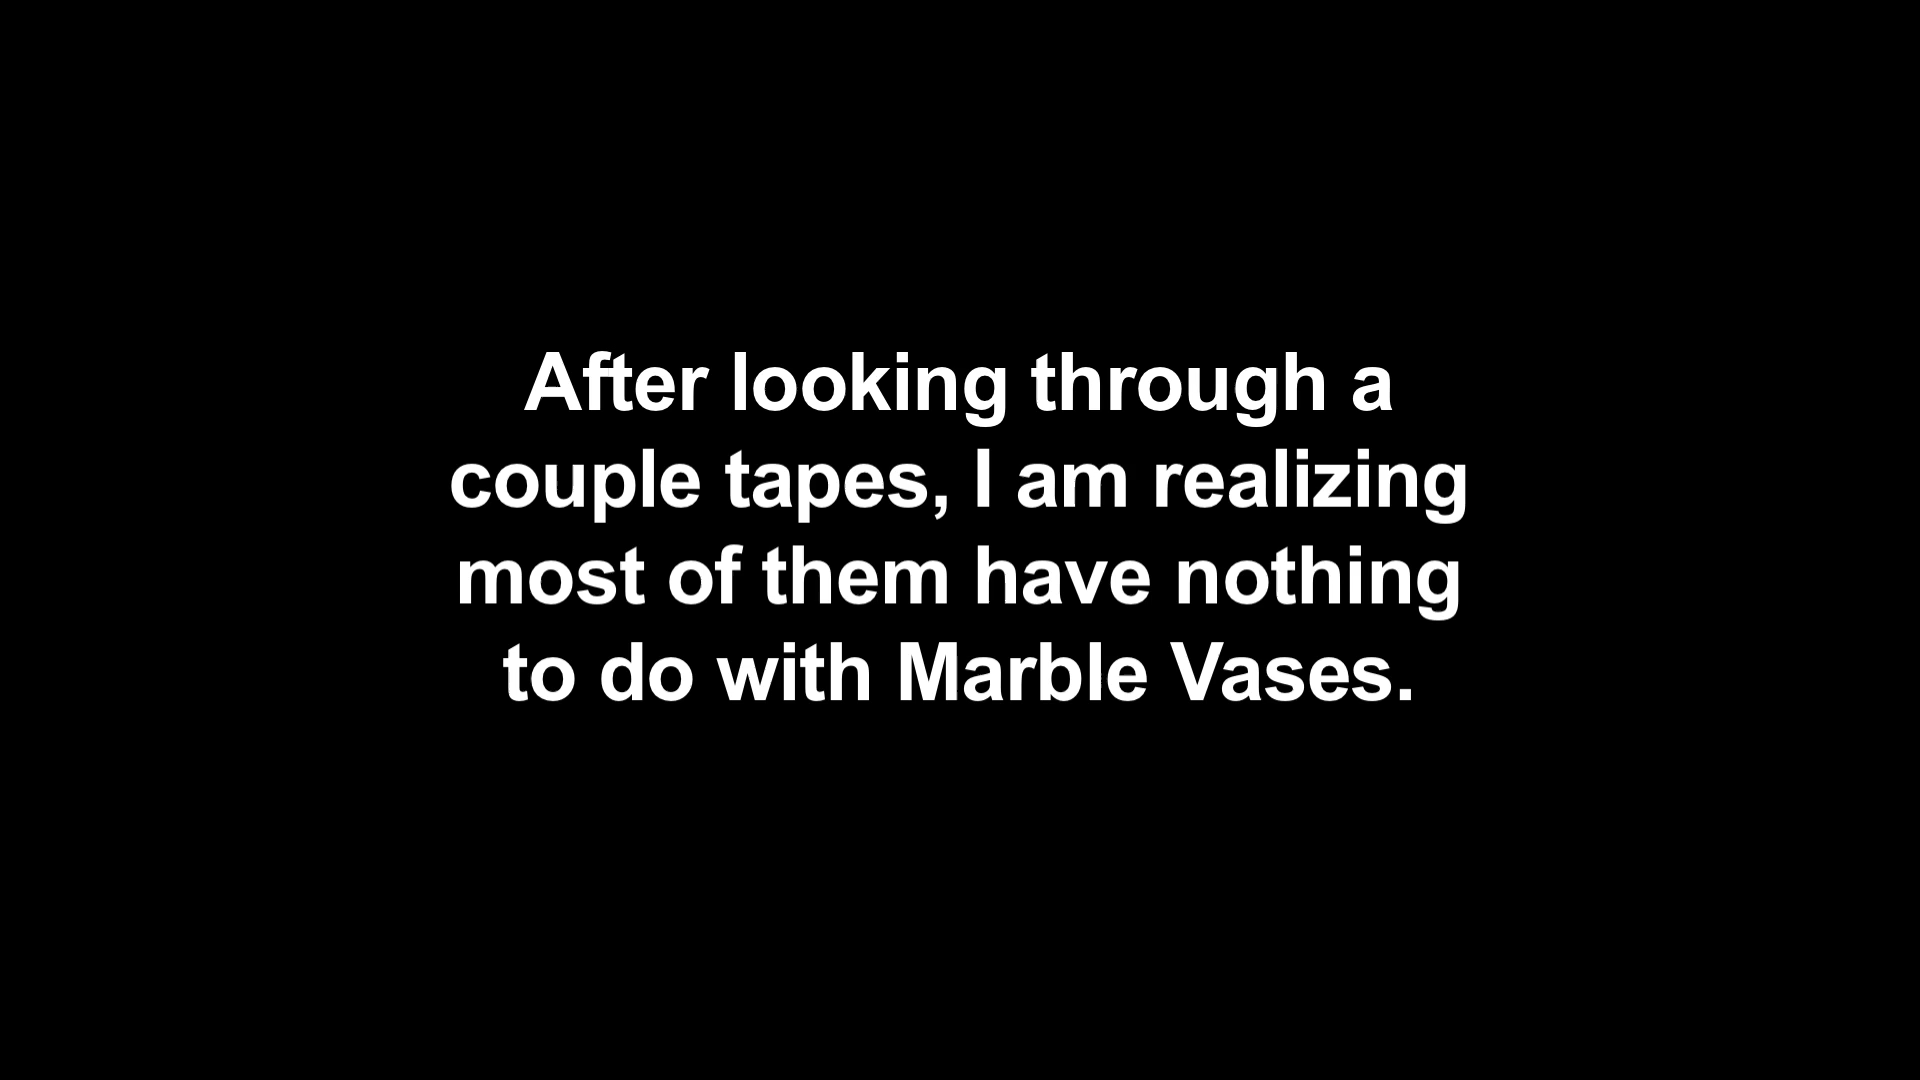 After looking through a
couple tapes, I am realizing
most of them have nothing
to do with Marble Vases.